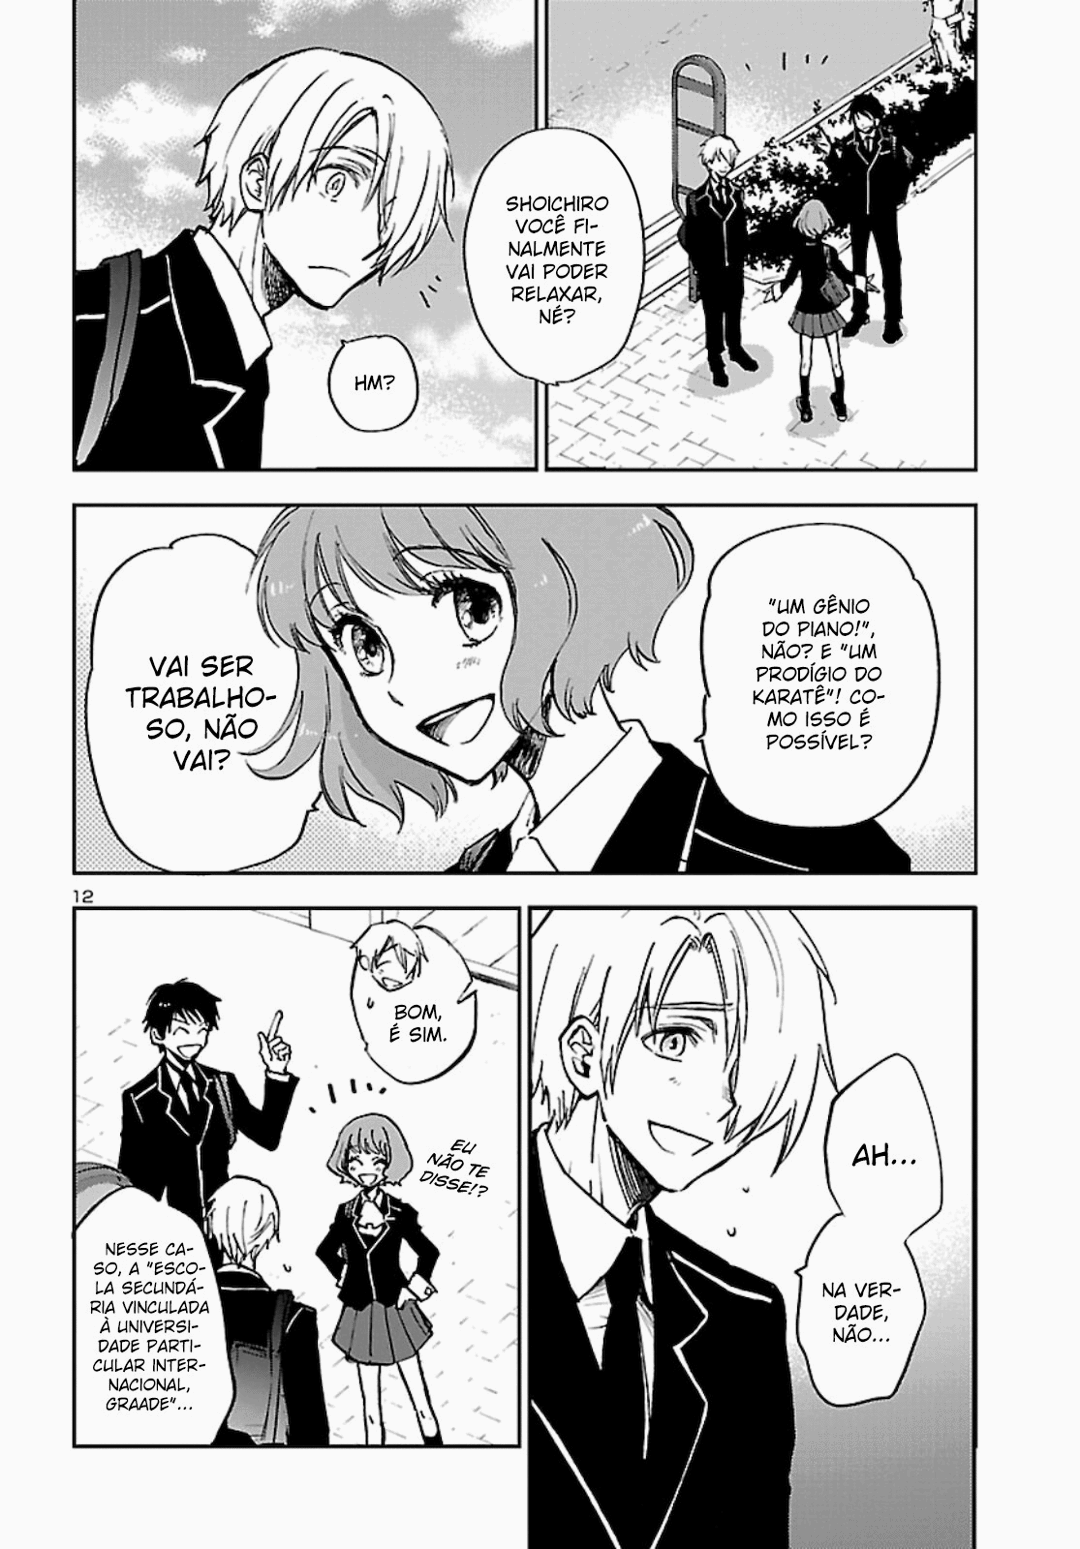 SHOICHIRO
VOCÊ FI-
NALMENTE
VAI PODER
RELAXAR,
NÉ?
HM?
"UM GÊNIO
DO PIANO!",
NÃO? E "UM
PRODÍGIO DO
KARATÊ"! CO-
MO ISSO É
POSSÍVEL?
VAI SER
TRABALHO-
SO, NÃO
VAI?
12
AH...
NA VER-
DADE,
NÃO...
BOM,
É SIM.
EU
NÃO TE
DISSE!?
NESSE CA-
SO, A "ESCO-
LA SECUNDÁ-
RIA VINCULADA
À UNIVERSI-
DADE PARTI-
CULAR INTER-
NACIONAL,
GRAADE"...